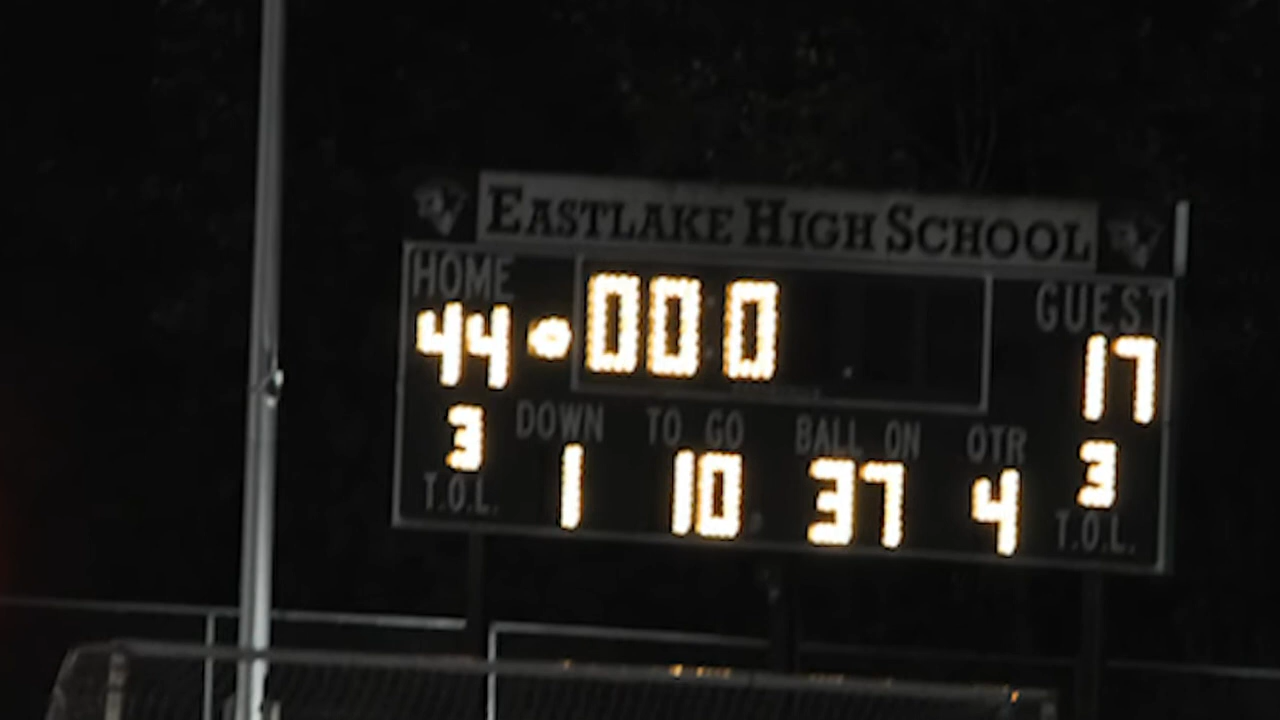 EASTLAKE HIGH SCHOOL
HOME GUEST
44 000 17
DOWN TO GO BALL ON QTR
3 1 10 37 4 3
T.O.L. T.O.L.